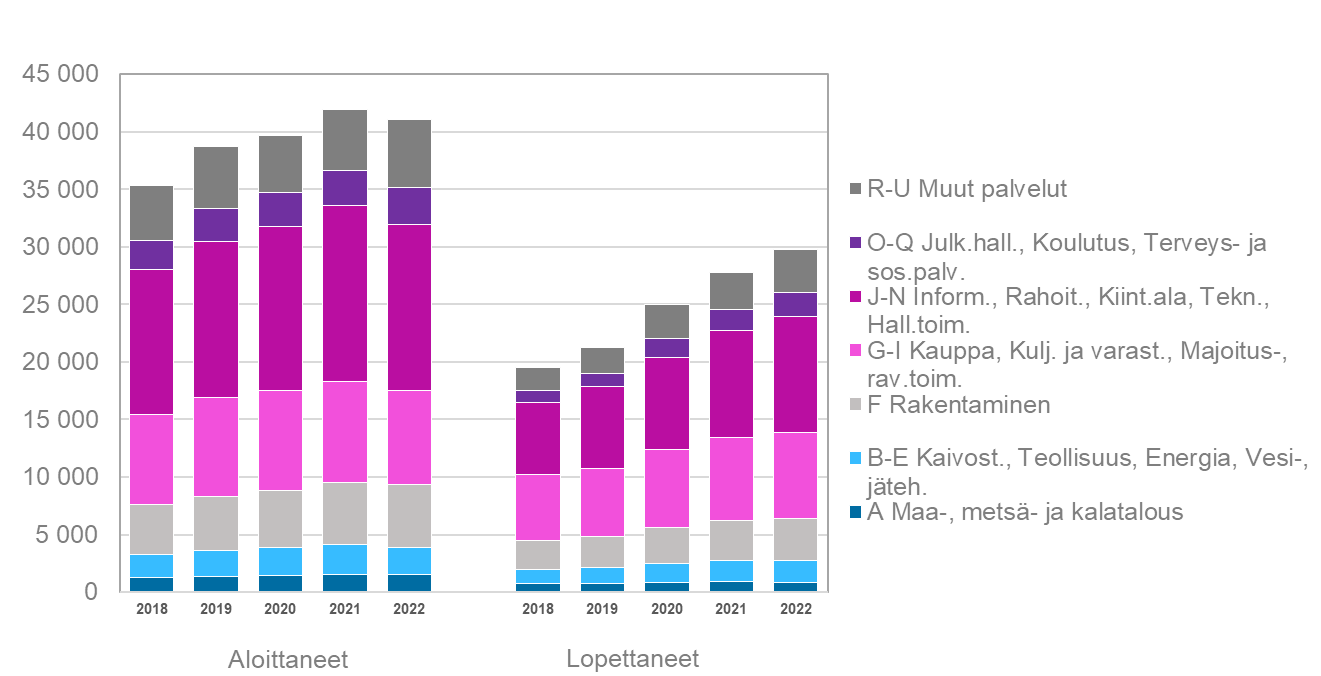 45 000
40 000
35 000
30 000
25 000
20 000
15 000
10 000
5 000
0
2018 2019 2020 2021 2022 2018 2019 2020 2021 2022
Aloittaneet Lopettaneet
R-U Muut palvelut
O-Q Julk.hall., Koulutus, Terveys- ja
sos.palv.
J-N Inform., Rahoit., Kiint.ala, Tekn.,
Hall.toim.
G-I Kauppa, Kulj. ja varast., Majoitus-,
rav.toim.
F Rakentaminen
B-E Kaivost., Teollisuus, Energia, Vesi-,
jäteh.
A Maa-, metsä- ja kalatalous